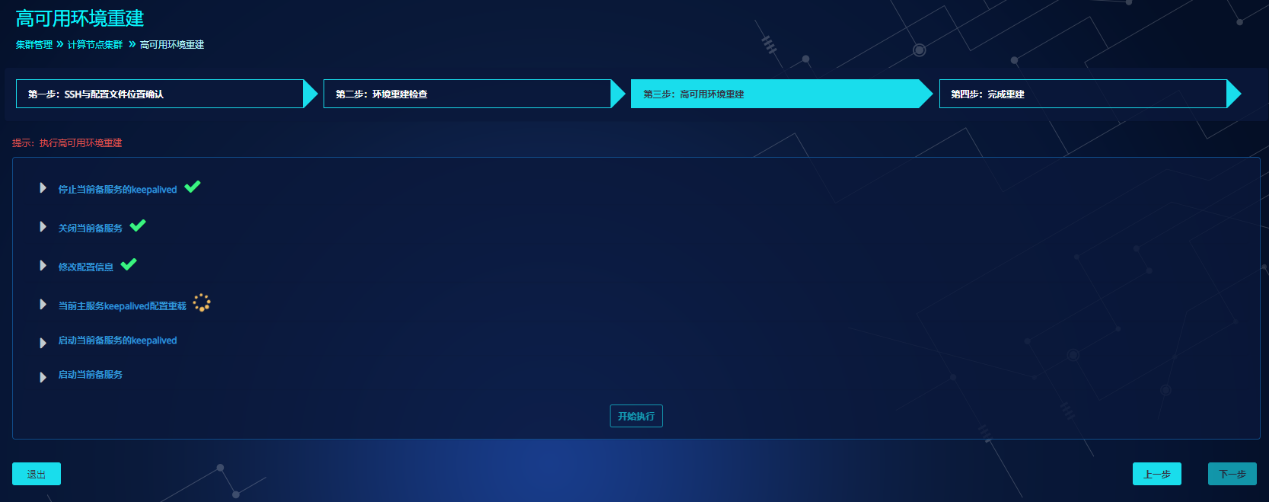 高可用环境重建
集群管理 » 计算节点集群 » 高可用环境重建
第一步：SSH与配置文件位置确认
第二步：环境重建检查
第三步：高可用环境重建
第四步：完成重建
提示：执行高可用环境重建
停止当前备服务的keepalived
关闭当前备服务
修改配置信息
当前主服务keepalived配置重载
启动当前备服务的keepalived
启动当前备服务
开始执行
退出
上一步
下一步